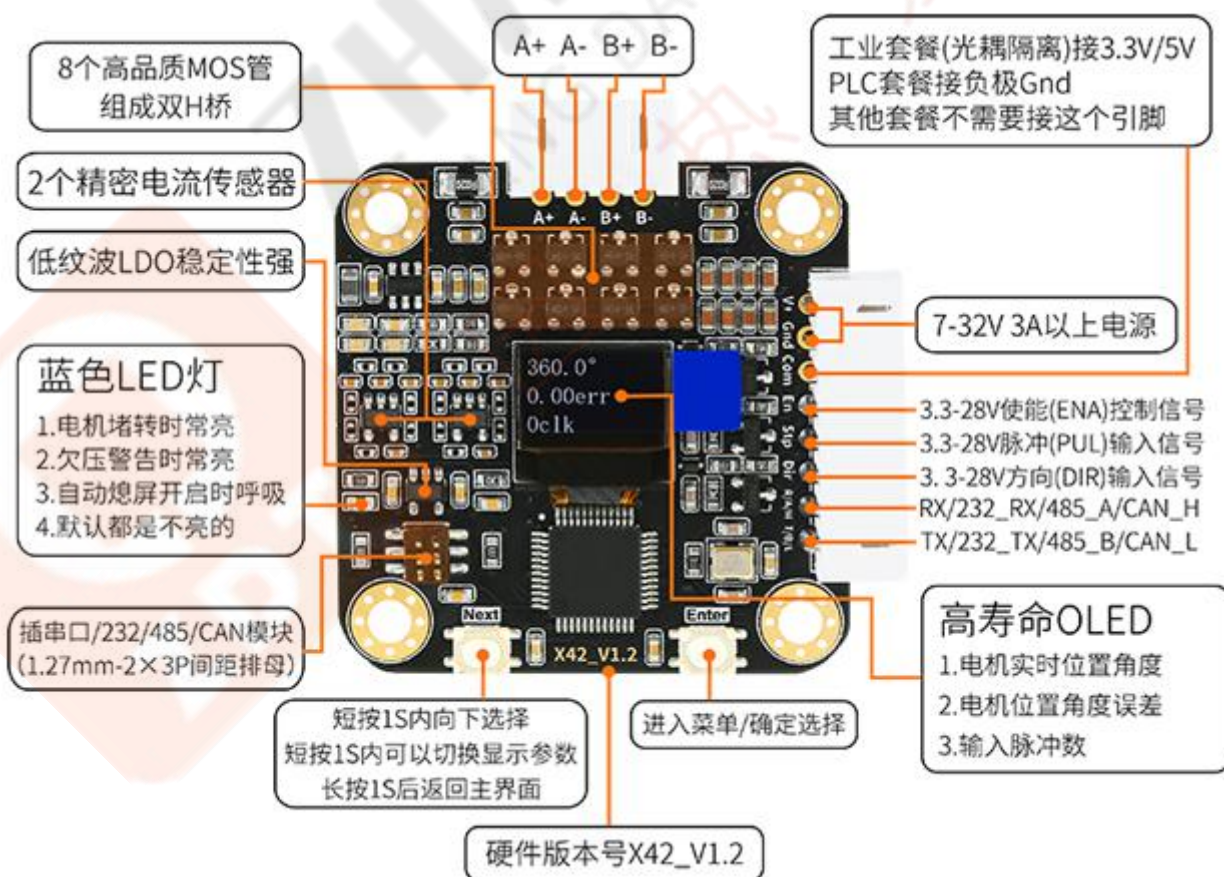 A+ A- B+ B-
8个高品质MOS管
组成双H桥
工业套餐(光耦隔离)接3.3V/5V
PLC套餐接负极Gnd
其他套餐不需要接这个引脚
2个精密电流传感器
低纹波LDO稳定性强
A+ A- B+ B-
V+
Gnd
Com
En
Stp
Dir
R/A/H
T/B/L
7-32V 3A以上电源
蓝色LED灯
1.电机堵转时常亮
2.欠压警告时常亮
3.自动熄屏开启时呼吸
4.默认都是不亮的
360.0°
0.00err
0clk
3.3-28V使能(ENA)控制信号
3.3-28V脉冲(PUL)输入信号
3. 3-28V方向(DIR)输入信号
RX/232_RX/485_A/CAN_H
TX/232_TX/485_B/CAN_L
插串口/232/485/CAN模块
(1.27mm-2×3P间距排母)
Next
Enter
X42_V1.2
高寿命OLED
1.电机实时位置角度
2.电机位置角度误差
3.输入脉冲数
短按1S内向下选择
短按1S内可以切换显示参数
长按1S后返回主界面
进入菜单/确定选择
硬件版本号X42_V1.2